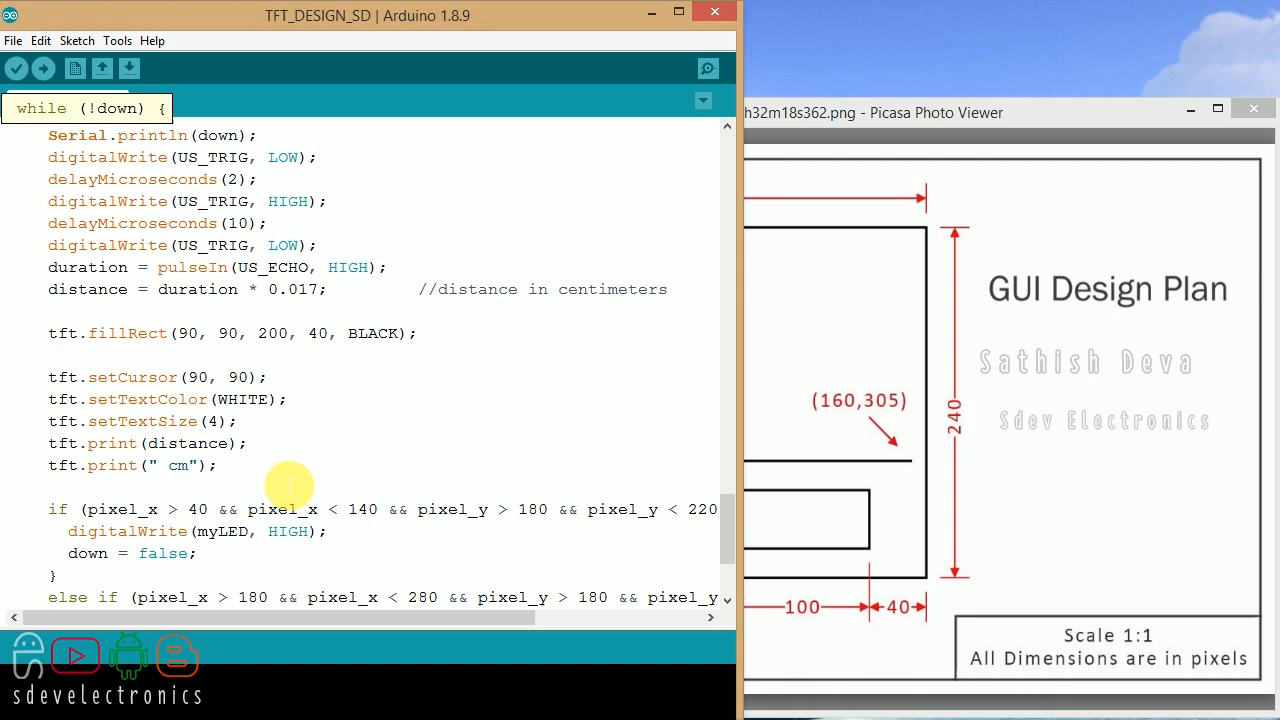 TFT_DESIGN_SD | Arduino 1.8.9
File Edit Sketch Tools Help
while (!down) {
Serial.println(down);
digitalWrite(US_TRIG, LOW);
delayMicroseconds(2);
digitalWrite(US_TRIG, HIGH);
delayMicroseconds(10);
digitalWrite(US_TRIG, LOW);
duration = pulseIn(US_ECHO, HIGH);
distance = duration * 0.017; //distance in centimeters
tft.fillRect(90, 90, 200, 40, BLACK);
tft.setCursor(90, 90);
tft.setTextColor(WHITE);
tft.setTextSize(4);
tft.print(distance);
tft.print(" cm");
if (pixel_x > 40 && pixel_x < 140 && pixel_y > 180 && pixel_y < 220
digitalWrite(myLED, HIGH);
down = false;
}
else if (pixel_x > 180 && pixel_x < 280 && pixel_y > 180 && pixel_y
sdevelectronics
h32m18s362.png - Picasa Photo Viewer
GUI Design Plan
Sathish Deva
Sdev Electronics
(160,305)
240
100
40
Scale 1:1
All Dimensions are in pixels